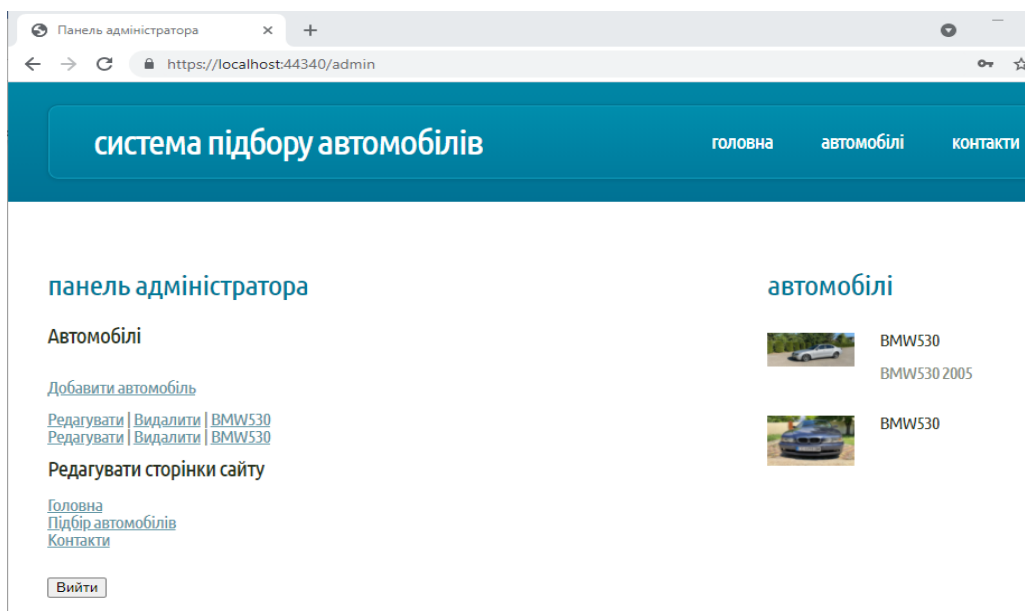 Панель адміністратора
https://localhost:44340/admin
система підбору автомобілів
головна автомобілі контакти
панель адміністратора
Автомобілі
Добавити автомобіль
Редагувати | Видалити | BMW530
Редагувати | Видалити | BMW530
Редагувати сторінки сайту
Головна
Підбір автомобілів
Контакти
Вийти
автомобілі
BMW530
BMW530 2005
BMW530